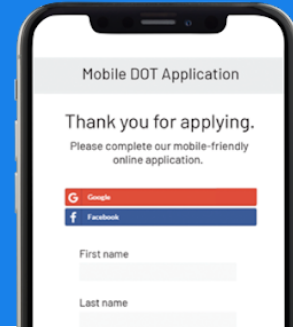 Mobile DOT Application
Thank you for applying.
Please complete our mobile-friendly
online application.
Google
Facebook
First name
Last name